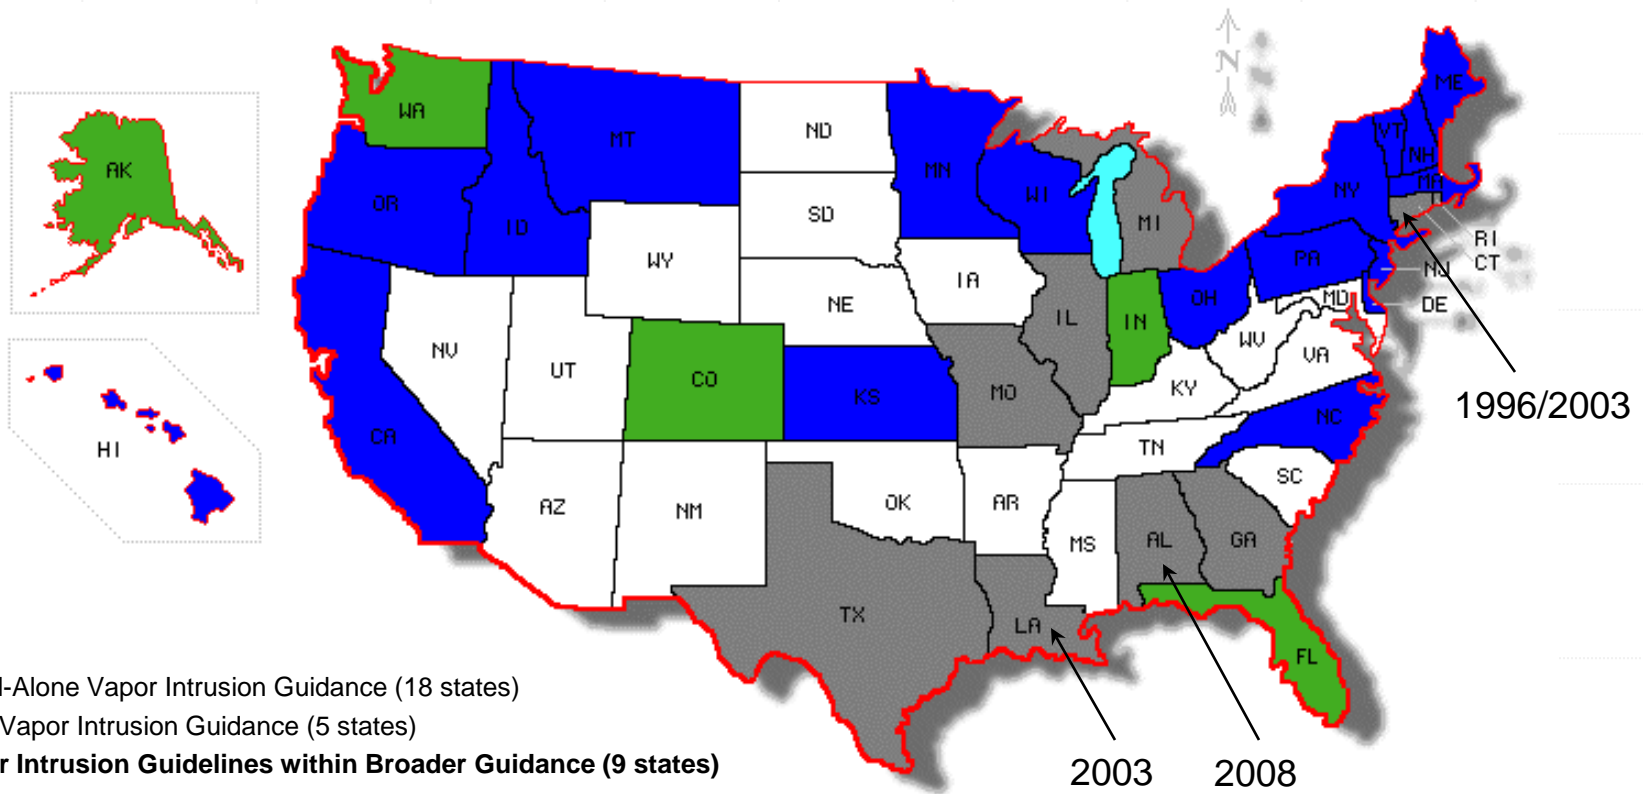 N
WA
AK
MT
ND
MN
OR
ID
SD
WI
MI
ME
VT
NH
NY
MA
WY
RI
CT
IA
NE
PA
NJ
OH
MD
DE
NV
UT
CO
IL
IN
WV
VA
KS
MO
KY
1996/2003
CA
HI
NC
TN
SC
AZ
NM
OK
AR
MS
AL
GA
TX
LA
FL
-Alone Vapor Intrusion Guidance (18 states)
Vapor Intrusion Guidance (5 states)
r Intrusion Guidelines within Broader Guidance (9 states)
2003
2008